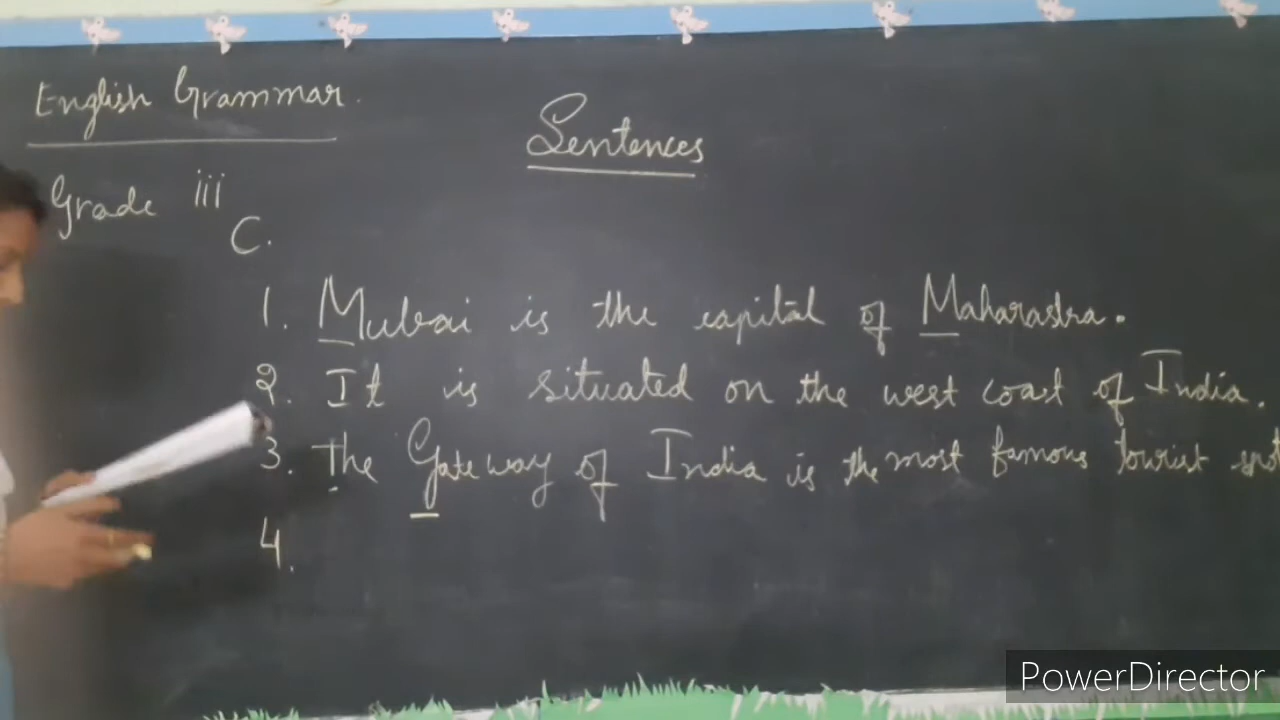 English Grammar.
Sentences
Grade iii
C.
1. Mubai is the capital of Maharastra.
2. It is situated on the west coast of India.
3. The Gateway of India is the most famous tourist spot
4.
PowerDirector